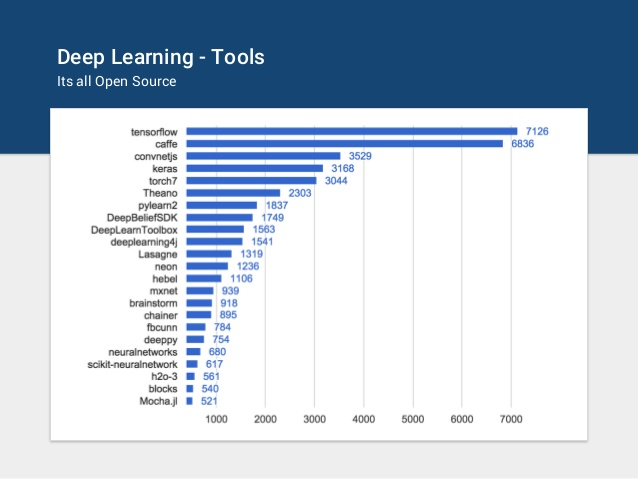 Deep Learning - Tools
Its all Open Source
tensorflow 7126
caffe 6836
convnetjs 3529
keras 3168
torch7 3044
Theano 2303
pylearn2 1837
DeepBeliefSDK 1749
DeepLearnToolbox 1563
deeplearning4j 1541
Lasagne 1319
neon 1236
hebel 1106
mxnet 939
brainstorm 918
chainer 895
fbcunn 784
deeppy 754
neuralnetworks 680
scikit-neuralnetwork 617
h2o-3 561
blocks 540
Mocha.jl 521
1000 2000 3000 4000 5000 6000 7000